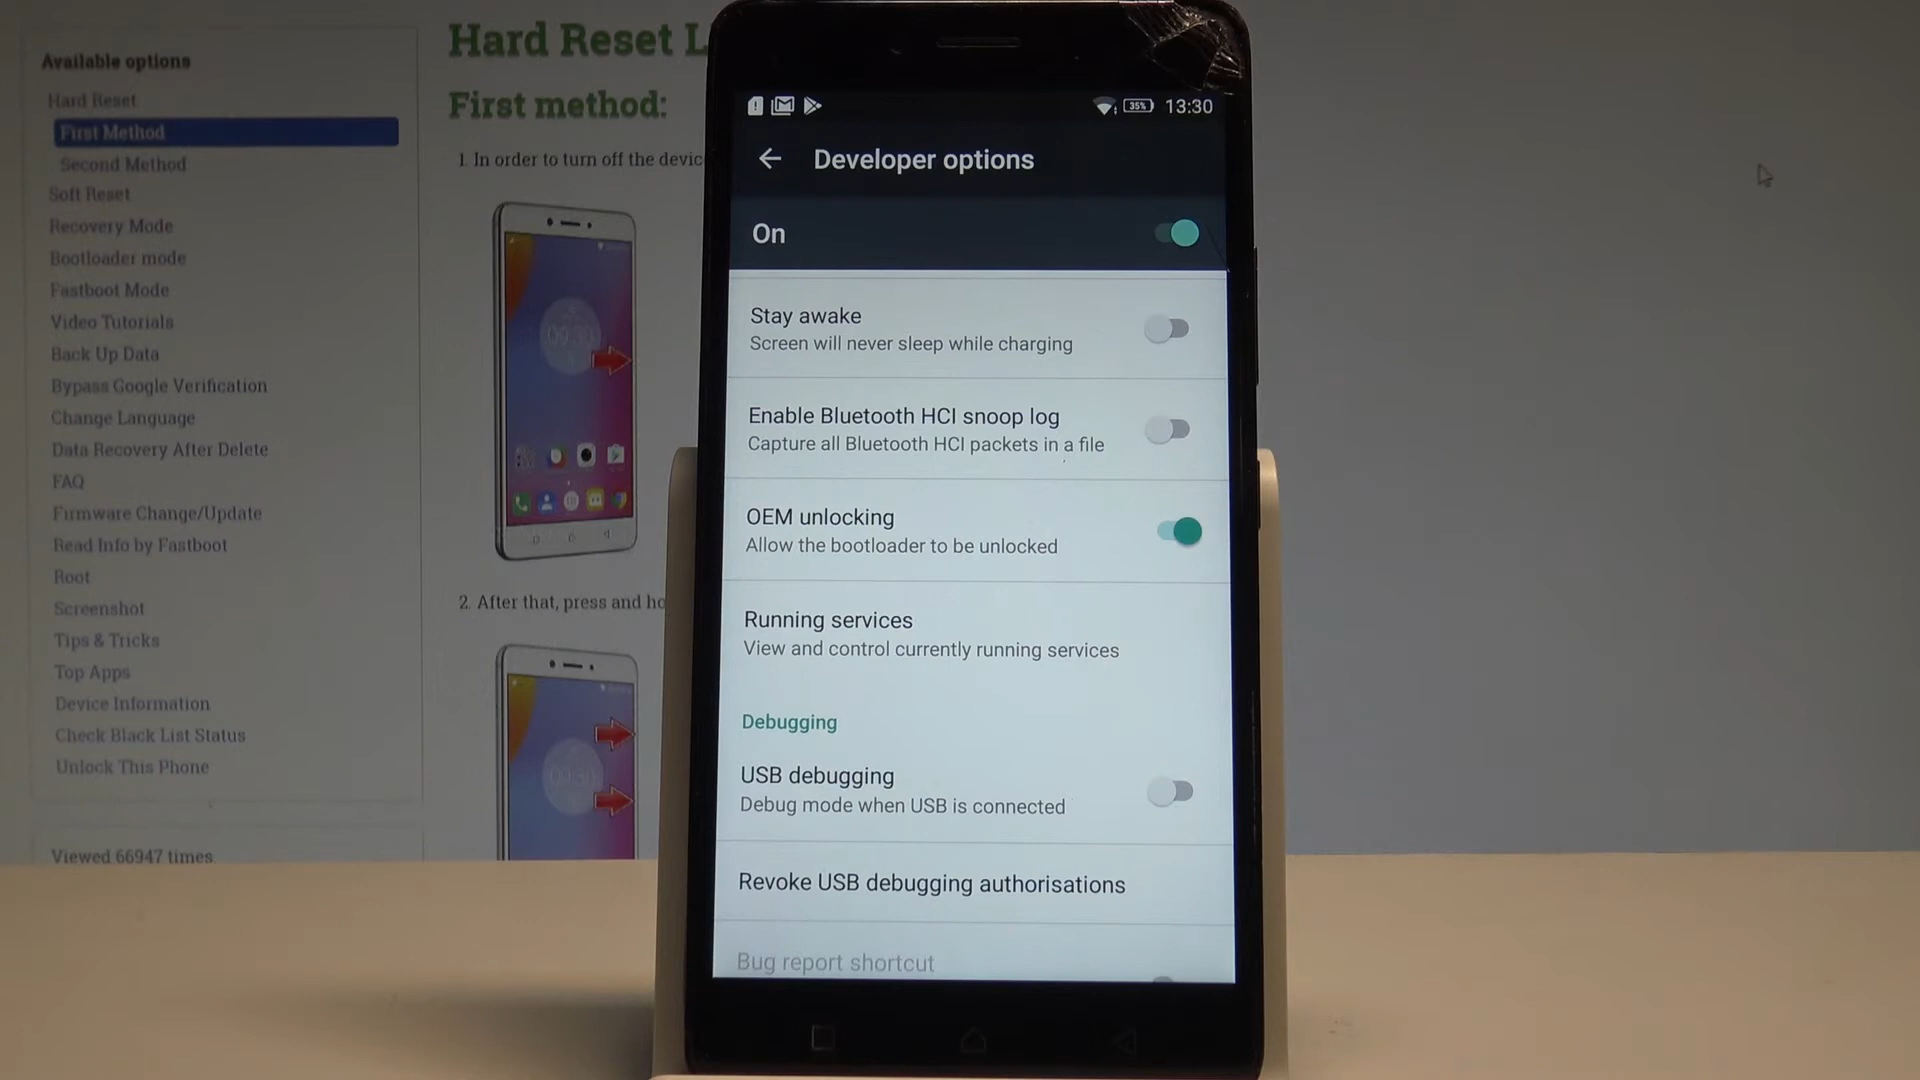 Available options
Hard Reset
First Method
Second Method
Soft Reset
Recovery Mode
Bootloader mode
Fastboot Mode
Video Tutorials
Back Up Data
Bypass Google Verification
Change Language
Data Recovery After Delete
FAQ
Firmware Change/Update
Read Info by Fastboot
Root
Screenshot
Tips & Tricks
Top Apps
Device Information
Check Black List Status
Unlock This Phone
Viewed 66947 times.
Hard Reset L
First method:
1. In order to turn off the devic
2. After that, press and ho
35% 13:30
Developer options
On
Stay awake
Screen will never sleep while charging
Enable Bluetooth HCI snoop log
Capture all Bluetooth HCI packets in a file
OEM unlocking
Allow the bootloader to be unlocked
Running services
View and control currently running services
Debugging
USB debugging
Debug mode when USB is connected
Revoke USB debugging authorisations
Bug report shortcut